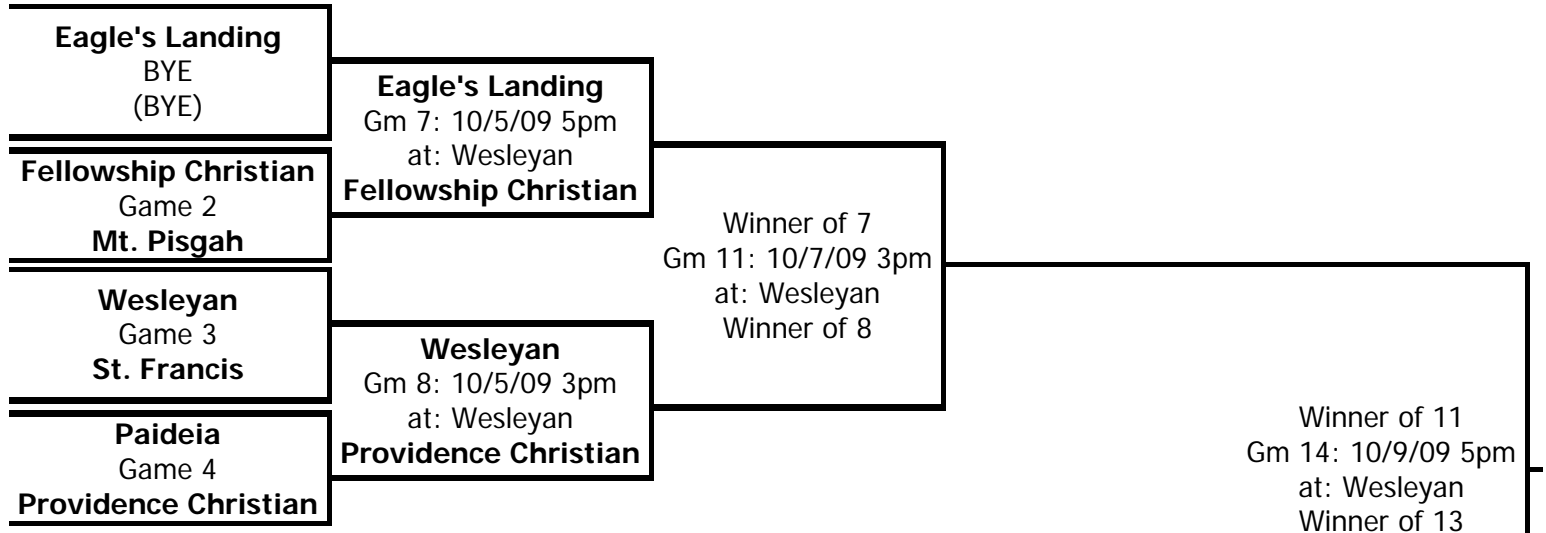 Eagle's Landing
BYE
(BYE)
Fellowship Christian
Game 2
Mt. Pisgah
Wesleyan
Game 3
St. Francis
Paideia
Game 4
Providence Christian
Eagle's Landing
Gm 7: 10/5/09 5pm
at: Wesleyan
Fellowship Christian
Wesleyan
Gm 8: 10/5/09 3pm
at: Wesleyan
Providence Christian
Winner of 7
Gm 11: 10/7/09 3pm
at: Wesleyan
Winner of 8
Winner of 11
Gm 14: 10/9/09 5pm
at: Wesleyan
Winner of 13